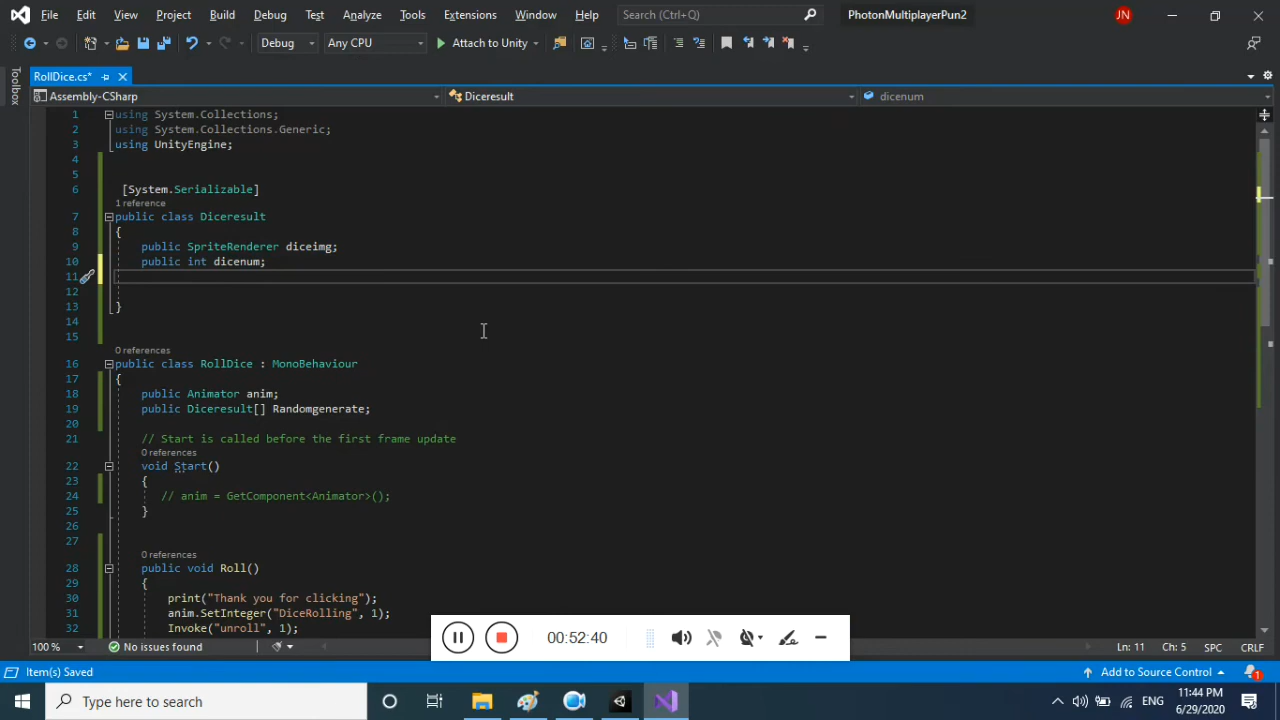 File Edit View Project Build Debug Test Analyze Tools Extensions Window Help Search (Ctrl+Q) PhotonMultiplayerPun2 JN
Debug Any CPU Attach to Unity
RollDice.cs*
Toolbox
Assembly-CSharp Diceresult dicenum
1 using System.Collections;
2 using System.Collections.Generic;
3 using UnityEngine;
4
5
6 [System.Serializable]
1 reference
7 public class Diceresult
8 {
9 public SpriteRenderer diceimg;
10 public int dicenum;
11
12
13 }
14
15
0 references
16 public class RollDice : MonoBehaviour
17 {
18 public Animator anim;
19 public Diceresult[] Randomgenerate;
20
21 // Start is called before the first frame update
0 references
22 void Start()
23 {
24 // anim = GetComponent<Animator>();
25 }
26
27
0 references
28 public void Roll()
29 {
30 print("Thank you for clicking");
31 anim.SetInteger("DiceRolling", 1);
32 Invoke("unroll", 1);
00:52:40
100 % No issues found Ln: 11 Ch: 5 SPC CRLF
Item(s) Saved Add to Source Control 1
Type here to search ENG 11:44 PM
6/29/2020